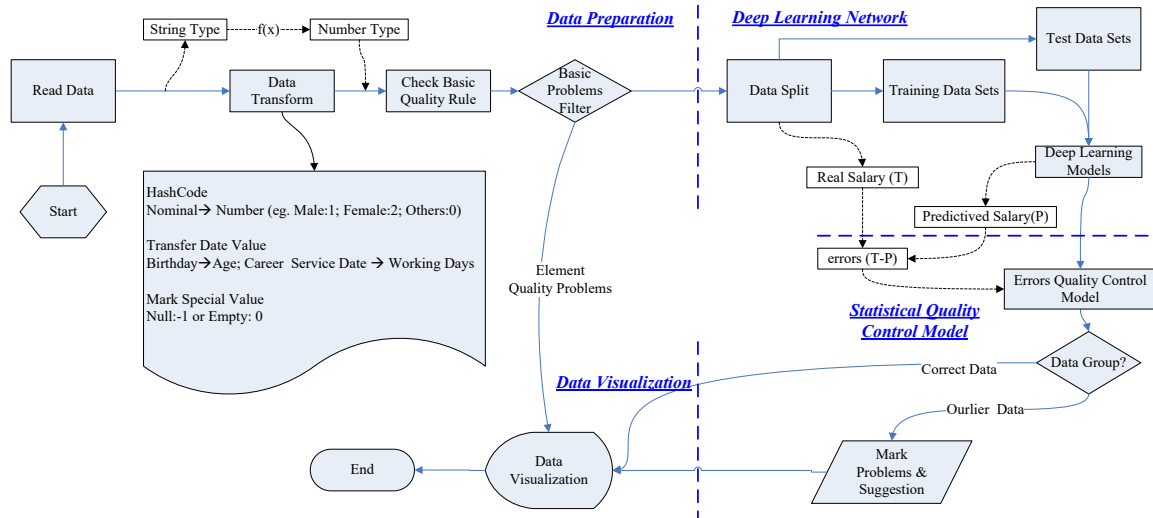 Data Preparation
Deep Learning Network
String Type
f(x)
Number Type
Test Data Sets
Read Data
Data
Transform
Check Basic
Quality Rule
Basic
Problems
Filter
Data Split
Training Data Sets
Deep Learning
Models
Real Salary (T)
HashCode
Nominal→ Number (eg. Male:1; Female:2; Others:0)
Transfer Date Value
Birthday→Age; Career Service Date → Working Days
Mark Special Value
Null:-1 or Empty: 0
Start
Predictived Salary(P)
errors (T-P)
Element
Quality Problems
Errors Quality Control
Model
Statistical Quality
Control Model
Data Visualization
Correct Data
Data Group?
Ourlier Data
End
Data
Visualization
Mark
Problems &
Suggestion